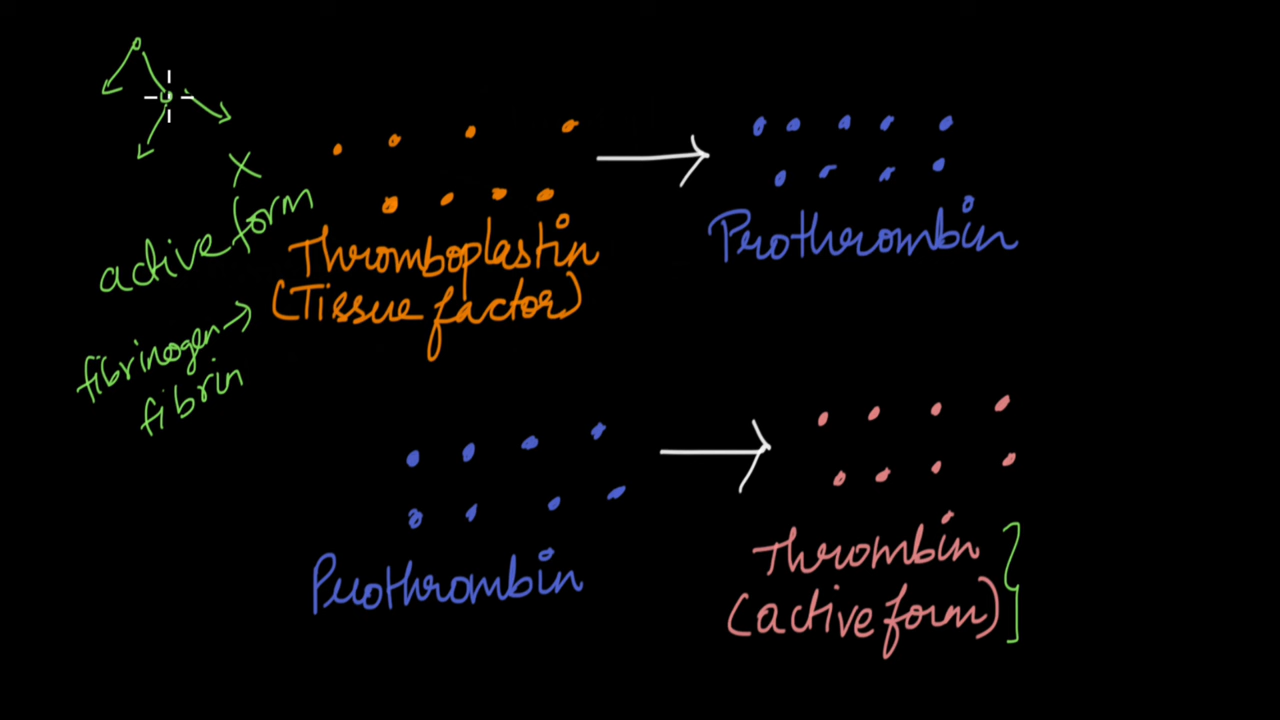 X
active form
Thromboplastin
(Tissue factor)
Prothrombin
fibrinogen →
fibrin
Prothrombin
Thrombin
(active form)